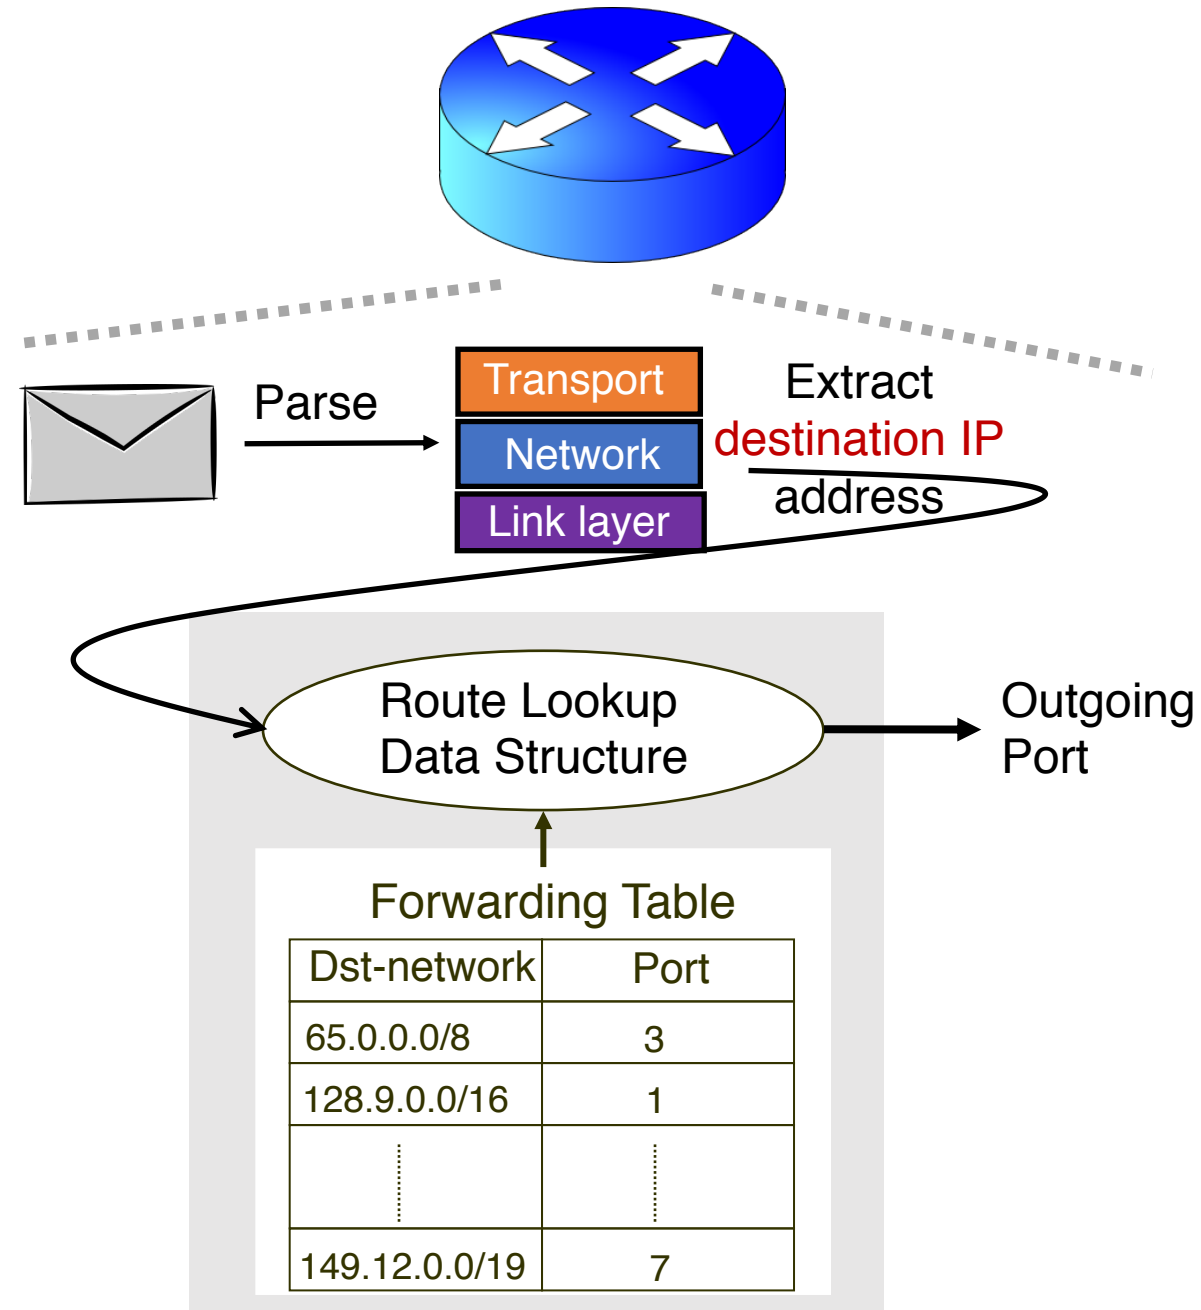 Parse
Transport
Network
Link layer
Extract
destination IP
address
Route Lookup
Data Structure
Outgoing
Port
Forwarding Table
Dst-network Port
65.0.0.0/8 3
128.9.0.0/16 1
149.12.0.0/19 7